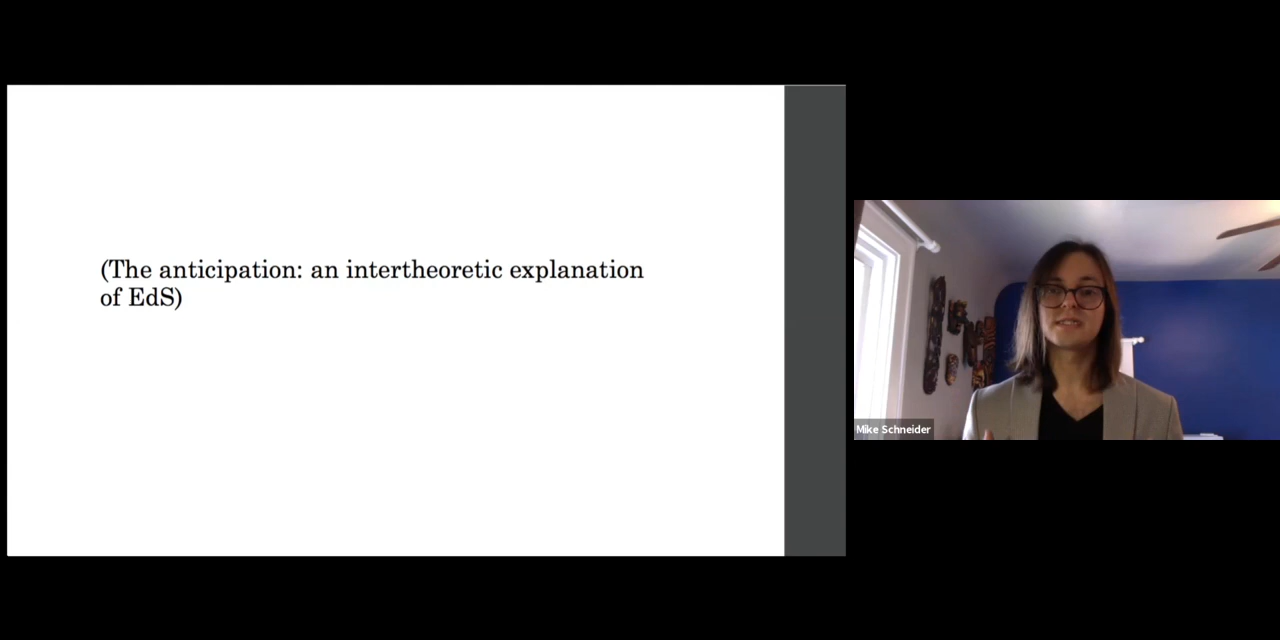 (The anticipation: an intertheoretic explanation
of EdS)
Mike Schneider